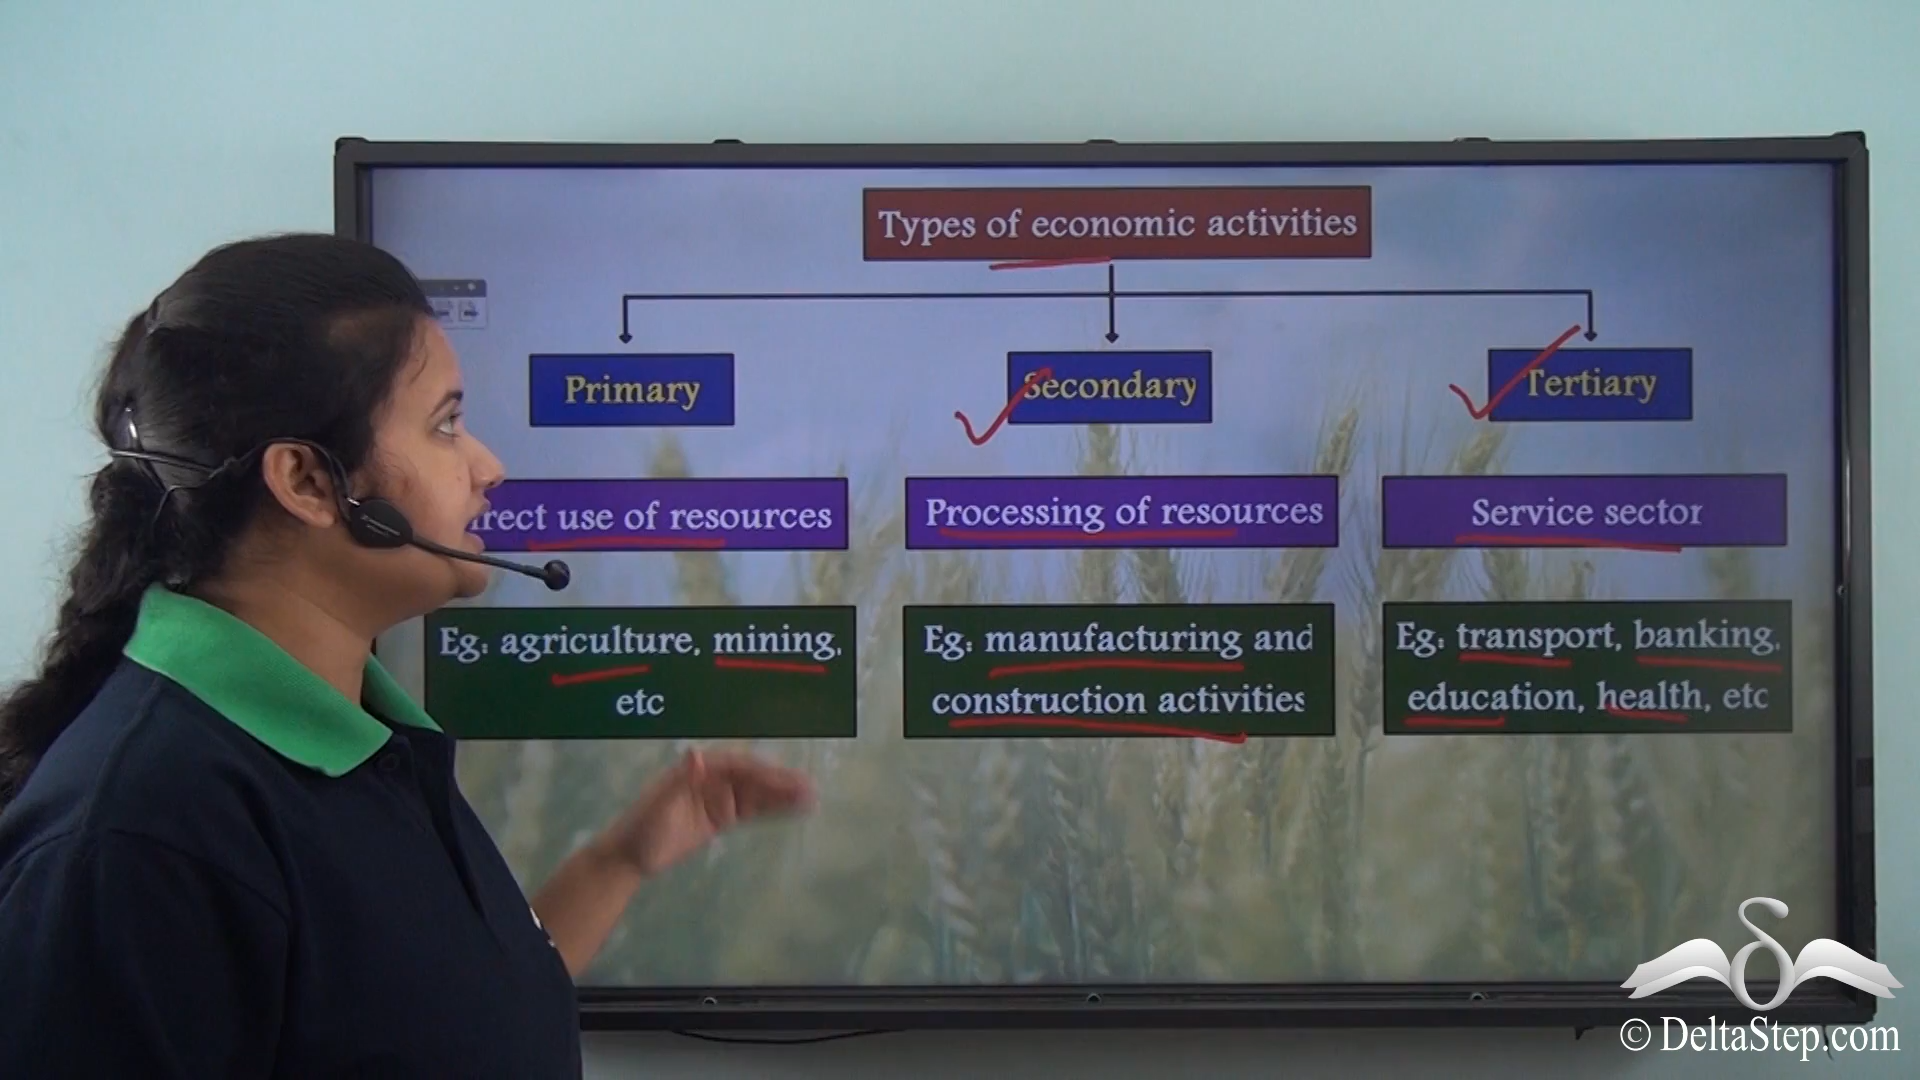 Types of economic activities
Primary
Secondary
Tertiary
use of resources
Processing of resources
Service sector
Eg: agriculture, mining,
etc
Eg: manufacturing and
construction activities
Eg: transport, banking,
education, health, etc
© DeltaStep.com